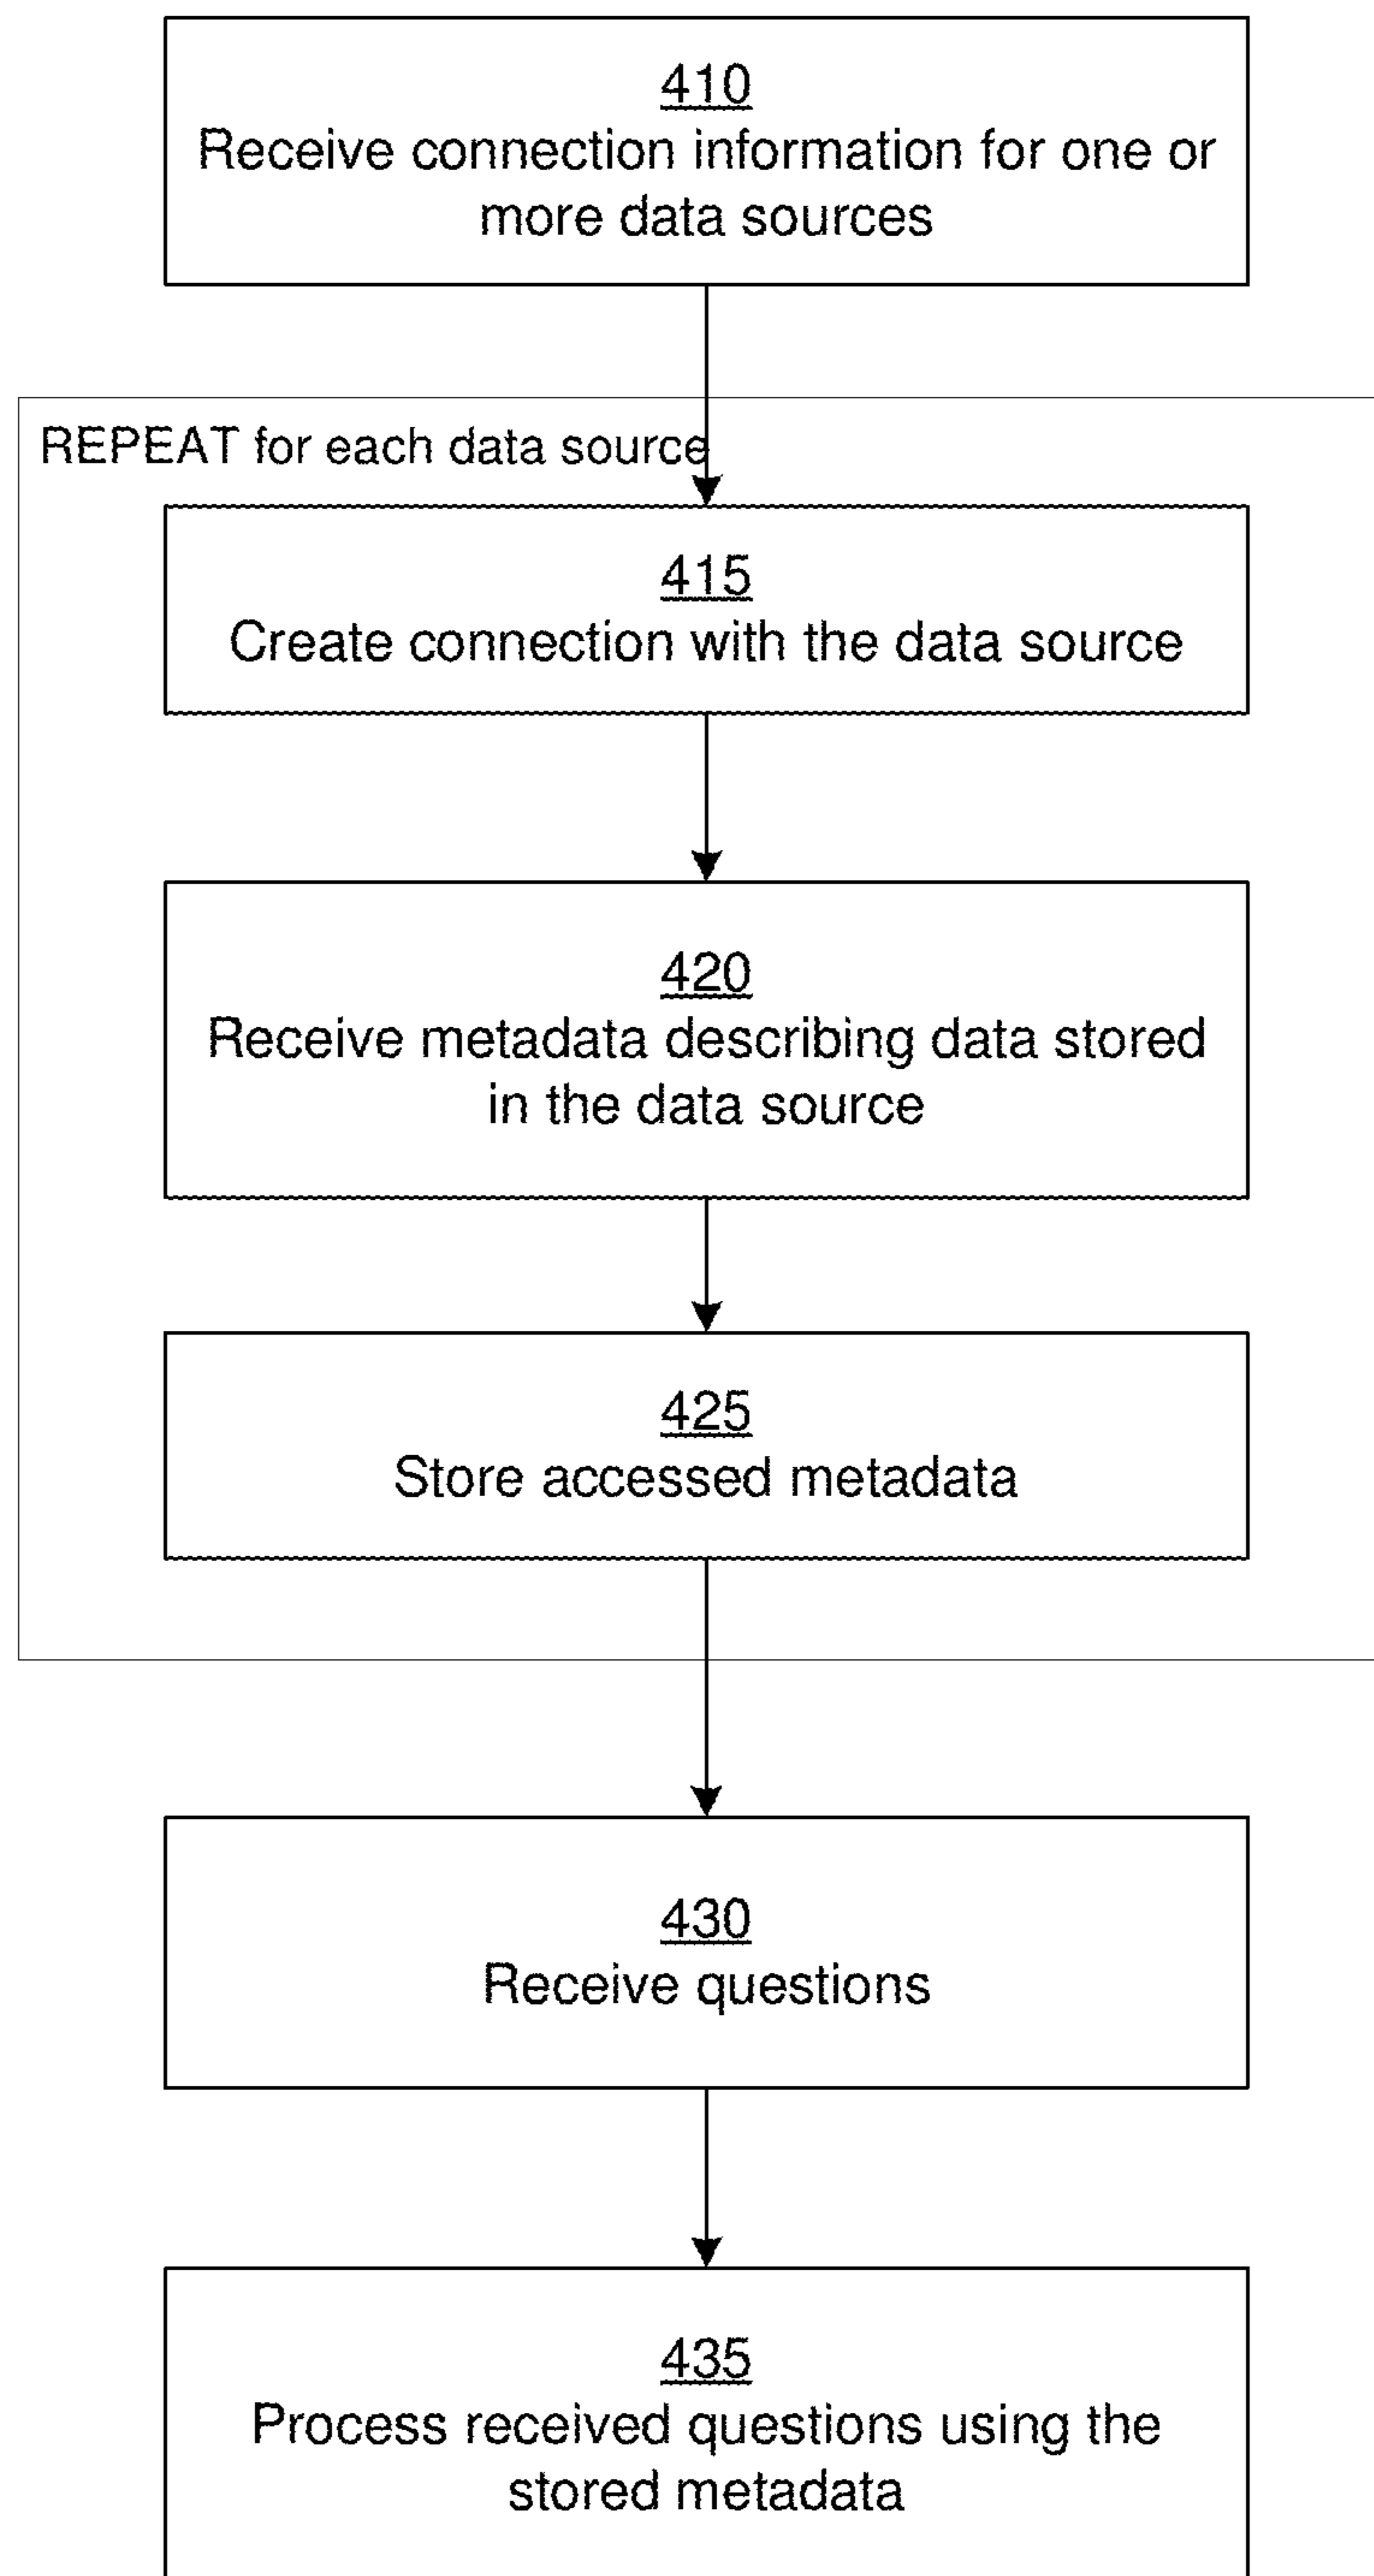 410
Receive connection information for one or
more data sources
REPEAT for each data source
415
Create connection with the data source
420
Receive metadata describing data stored
in the data source
425
Store accessed metadata
430
Receive questions
435
Process received questions using the
stored metadata